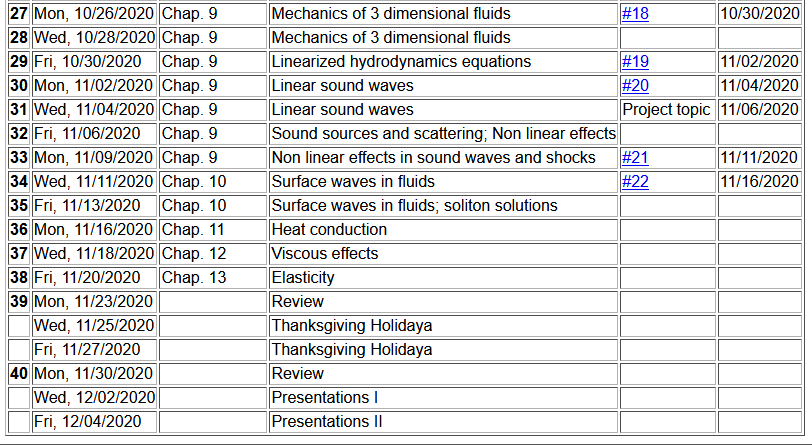 27 Mon, 10/26/2020 Chap. 9 Mechanics of 3 dimensional fluids #18 10/30/2020
28 Wed, 10/28/2020 Chap. 9 Mechanics of 3 dimensional fluids
29 Fri, 10/30/2020 Chap. 9 Linearized hydrodynamics equations #19 11/02/2020
30 Mon, 11/02/2020 Chap. 9 Linear sound waves #20 11/04/2020
31 Wed, 11/04/2020 Chap. 9 Linear sound waves Project topic 11/06/2020
32 Fri, 11/06/2020 Chap. 9 Sound sources and scattering; Non linear effects
33 Mon, 11/09/2020 Chap. 9 Non linear effects in sound waves and shocks #21 11/11/2020
34 Wed, 11/11/2020 Chap. 10 Surface waves in fluids #22 11/16/2020
35 Fri, 11/13/2020 Chap. 10 Surface waves in fluids; soliton solutions
36 Mon, 11/16/2020 Chap. 11 Heat conduction
37 Wed, 11/18/2020 Chap. 12 Viscous effects
38 Fri, 11/20/2020 Chap. 13 Elasticity
39 Mon, 11/23/2020 Review
Wed, 11/25/2020 Thanksgiving Holidaya
Fri, 11/27/2020 Thanksgiving Holidaya
40 Mon, 11/30/2020 Review
Wed, 12/02/2020 Presentations I
Fri, 12/04/2020 Presentations II